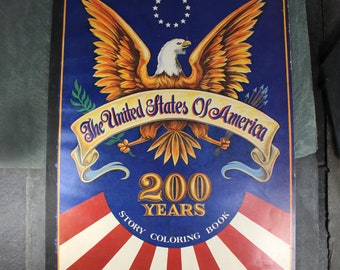 The United States Of America
200
YEARS
STORY COLORING BOOK